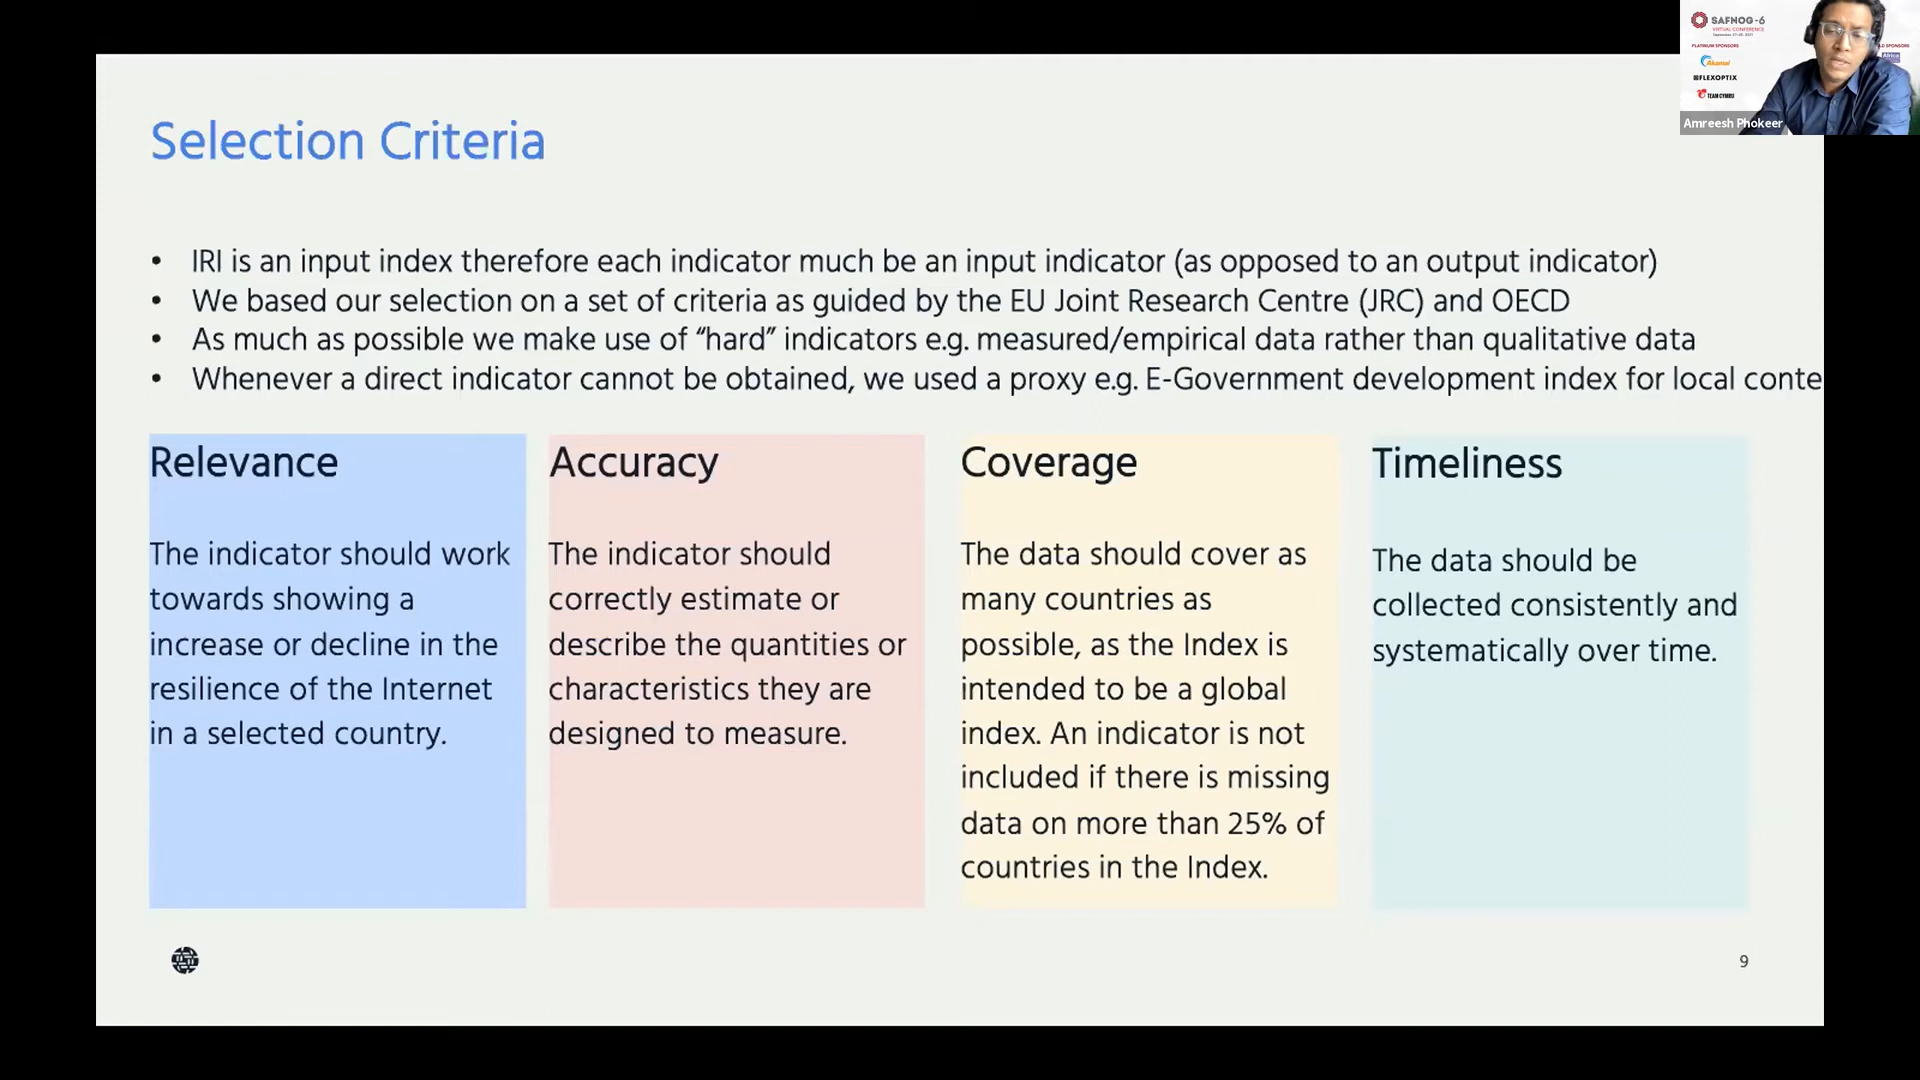 SAFNOG-6
VIRTUAL CONFERENCE
PLATINUM SPONSORS
Akamai
FLEXOPTIX
TEAM CYMRU
Amreesh Phokeer
Selection Criteria
• IRI is an input index therefore each indicator much be an input indicator (as opposed to an output indicator)
• We based our selection on a set of criteria as guided by the EU Joint Research Centre (JRC) and OECD
• As much as possible we make use of “hard” indicators e.g. measured/empirical data rather than qualitative data
• Whenever a direct indicator cannot be obtained, we used a proxy e.g. E-Government development index for local conte
Relevance
The indicator should work
towards showing a
increase or decline in the
resilience of the Internet
in a selected country.
Accuracy
The indicator should
correctly estimate or
describe the quantities or
characteristics they are
designed to measure.
Coverage
The data should cover as
many countries as
possible, as the Index is
intended to be a global
index. An indicator is not
included if there is missing
data on more than 25% of
countries in the Index.
Timeliness
The data should be
collected consistently and
systematically over time.
9